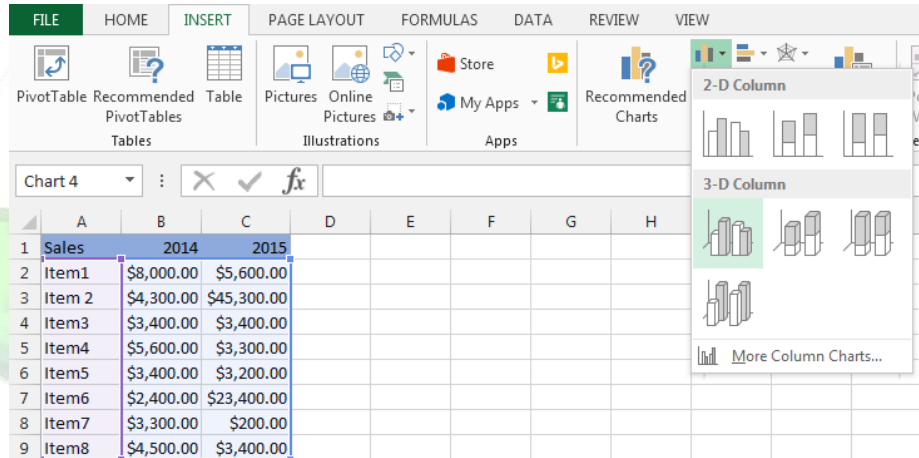 FILE HOME INSERT PAGE LAYOUT FORMULAS DATA REVIEW VIEW
PivotTable Recommended PivotTables Table
Tables
Pictures Online Pictures
Illustrations
Store
My Apps
Apps
Recommended Charts
2-D Column
3-D Column
More Column Charts...
Chart 4 fx
A B C D E F G H
1 Sales 2014 2015
2 Item1 $8,000.00 $5,600.00
3 Item 2 $4,300.00 $45,300.00
4 Item3 $3,400.00 $3,400.00
5 Item4 $5,600.00 $3,300.00
6 Item5 $3,400.00 $3,200.00
7 Item6 $2,400.00 $23,400.00
8 Item7 $3,300.00 $200.00
9 Item8 $4,500.00 $3,400.00